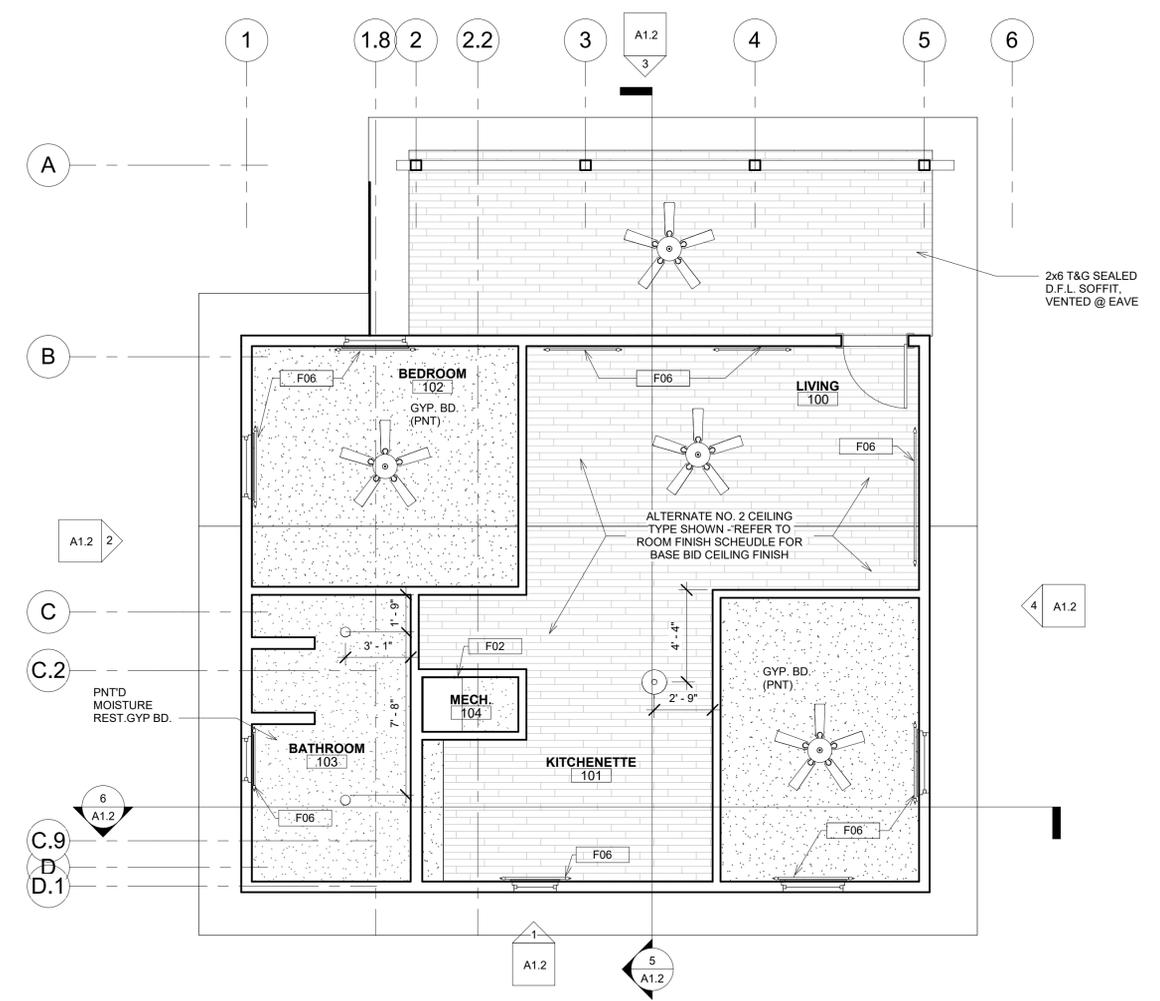 1
1.8
2
2.2
3
4
5
6
A1.2
3
A
2x6 T&G SEALED
D.F.L. SOFFIT,
VENTED @ EAVE
B
F06
BEDROOM
102
GYP. BD.
(PNT)
F06
LIVING
100
F06
ALTERNATE NO. 2 CEILING
TYPE SHOWN - REFER TO
ROOM FINISH SCHEUDLE FOR
BASE BID CEILING FINISH
A1.2
2
4
A1.2
C
1' - 9"
3' - 1"
F02
4' - 4"
C.2
GYP. BD.
(PNT)
PNT'D
MOISTURE
REST.GYP BD.
MECH.
104
7' - 8"
2' - 9"
BATHROOM
103
KITCHENETTE
101
6
A1.2
F06
F06
C.9
F06
D
D.1
1
A1.2
5
A1.2